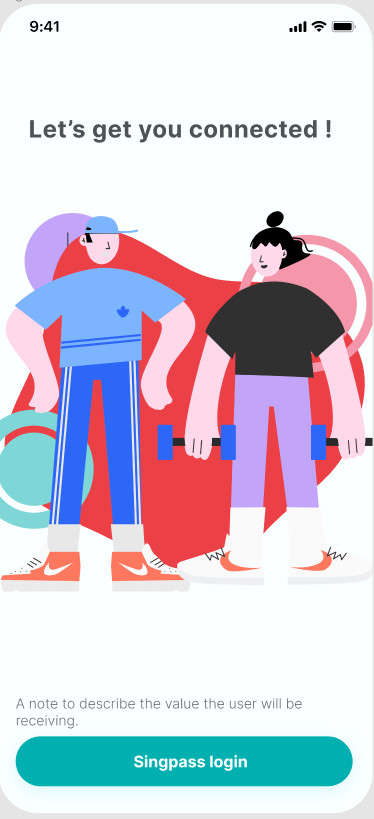 9:41
Let's get you connected !
A note to describe the value the user will be
receiving.
Singpass login